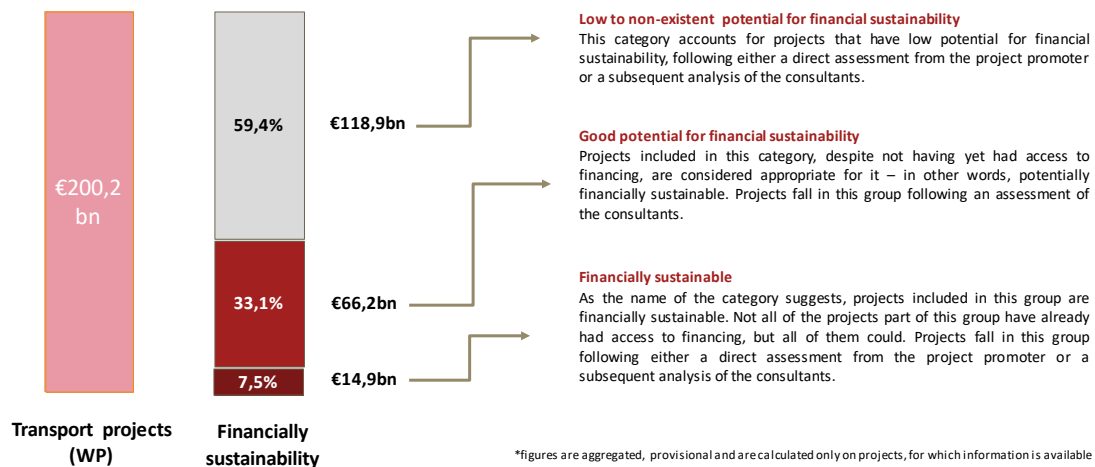 €200,2
bn
Transport projects
(WP)
59,4%
33,1%
7,5%
Financially
sustainability
€118,9bn
€66,2bn
€14,9bn
Low to non-existent potential for financial sustainability
This category accounts for projects that have low potential for financial
sustainability, following either a direct assessment from the project promoter
or a subsequent analysis of the consultants.
Good potential for financial sustainability
Projects included in this category, despite not having yet had access to
financing, are considered appropriate for it – in other words, potentially
financially sustainable. Projects fall in this group following an assessment of
the consultants.
Financially sustainable
As the name of the category suggests, projects included in this group are
financially sustainable. Not all of the projects part of this group have already
had access to financing, but all of them could. Projects fall in this group
following either a direct assessment from the project promoter or a
subsequent analysis of the consultants.
*figures are aggregated, provisional and are calculated only on projects, for which information is available